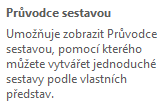 Průvodce sestavou
Umožňuje zobrazit Průvodce
sestavou, pomocí kterého
můžete vytvářet jednoduché
sestavy podle vlastních
představ.